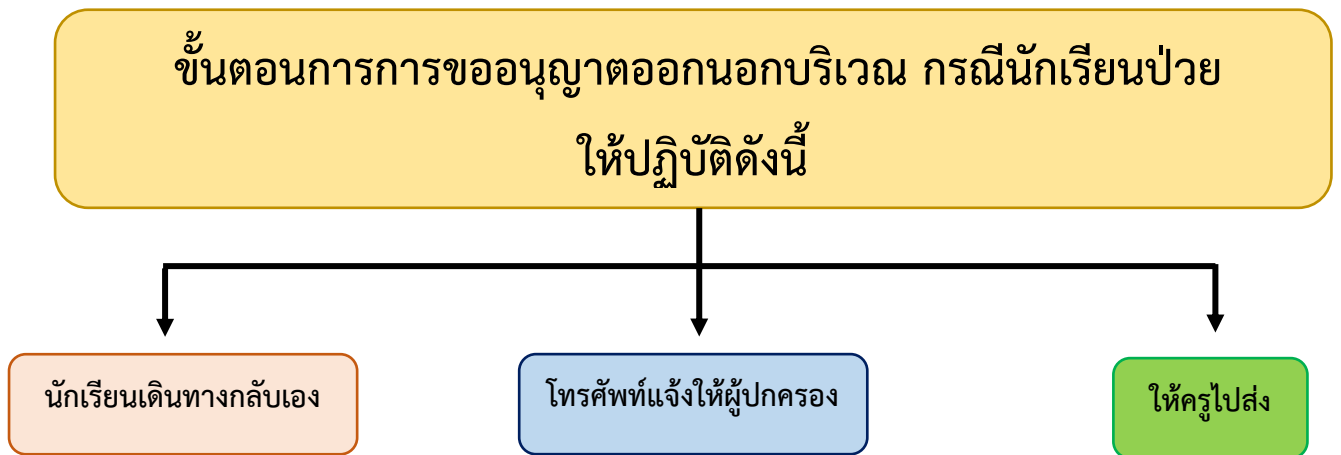 ขั้นตอนการการขออนุญาตออกนอกบริเวณ กรณีนักเรียนป่วย
ให้ปฏิบัติดังนี้
นักเรียนเดินทางกลับเอง
โทรศัพท์แจ้งให้ผู้ปกครอง
ให้ครูไปส่ง